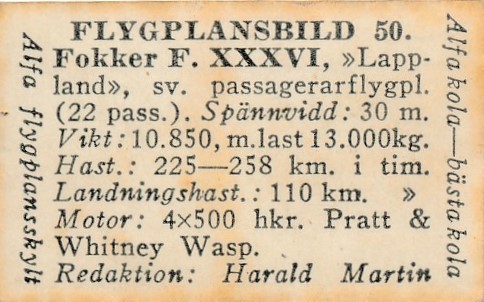 FLYGPLANSBILD 50.
Fokker F. XXXVI, »Lapp-
land», sv. passagerarflygpl.
(22 pass.). Spännvidd: 30 m.
Vikt: 10.850, m. last 13.000kg.
Hast.: 225—258 km. i tim.
Landningshast.: 110 km. »
Motor: 4×500 hkr. Pratt &
Whitney Wasp.
Redaktion: Harald Martin
Alfa flygplansskylt
Alfa kola—bästa kola